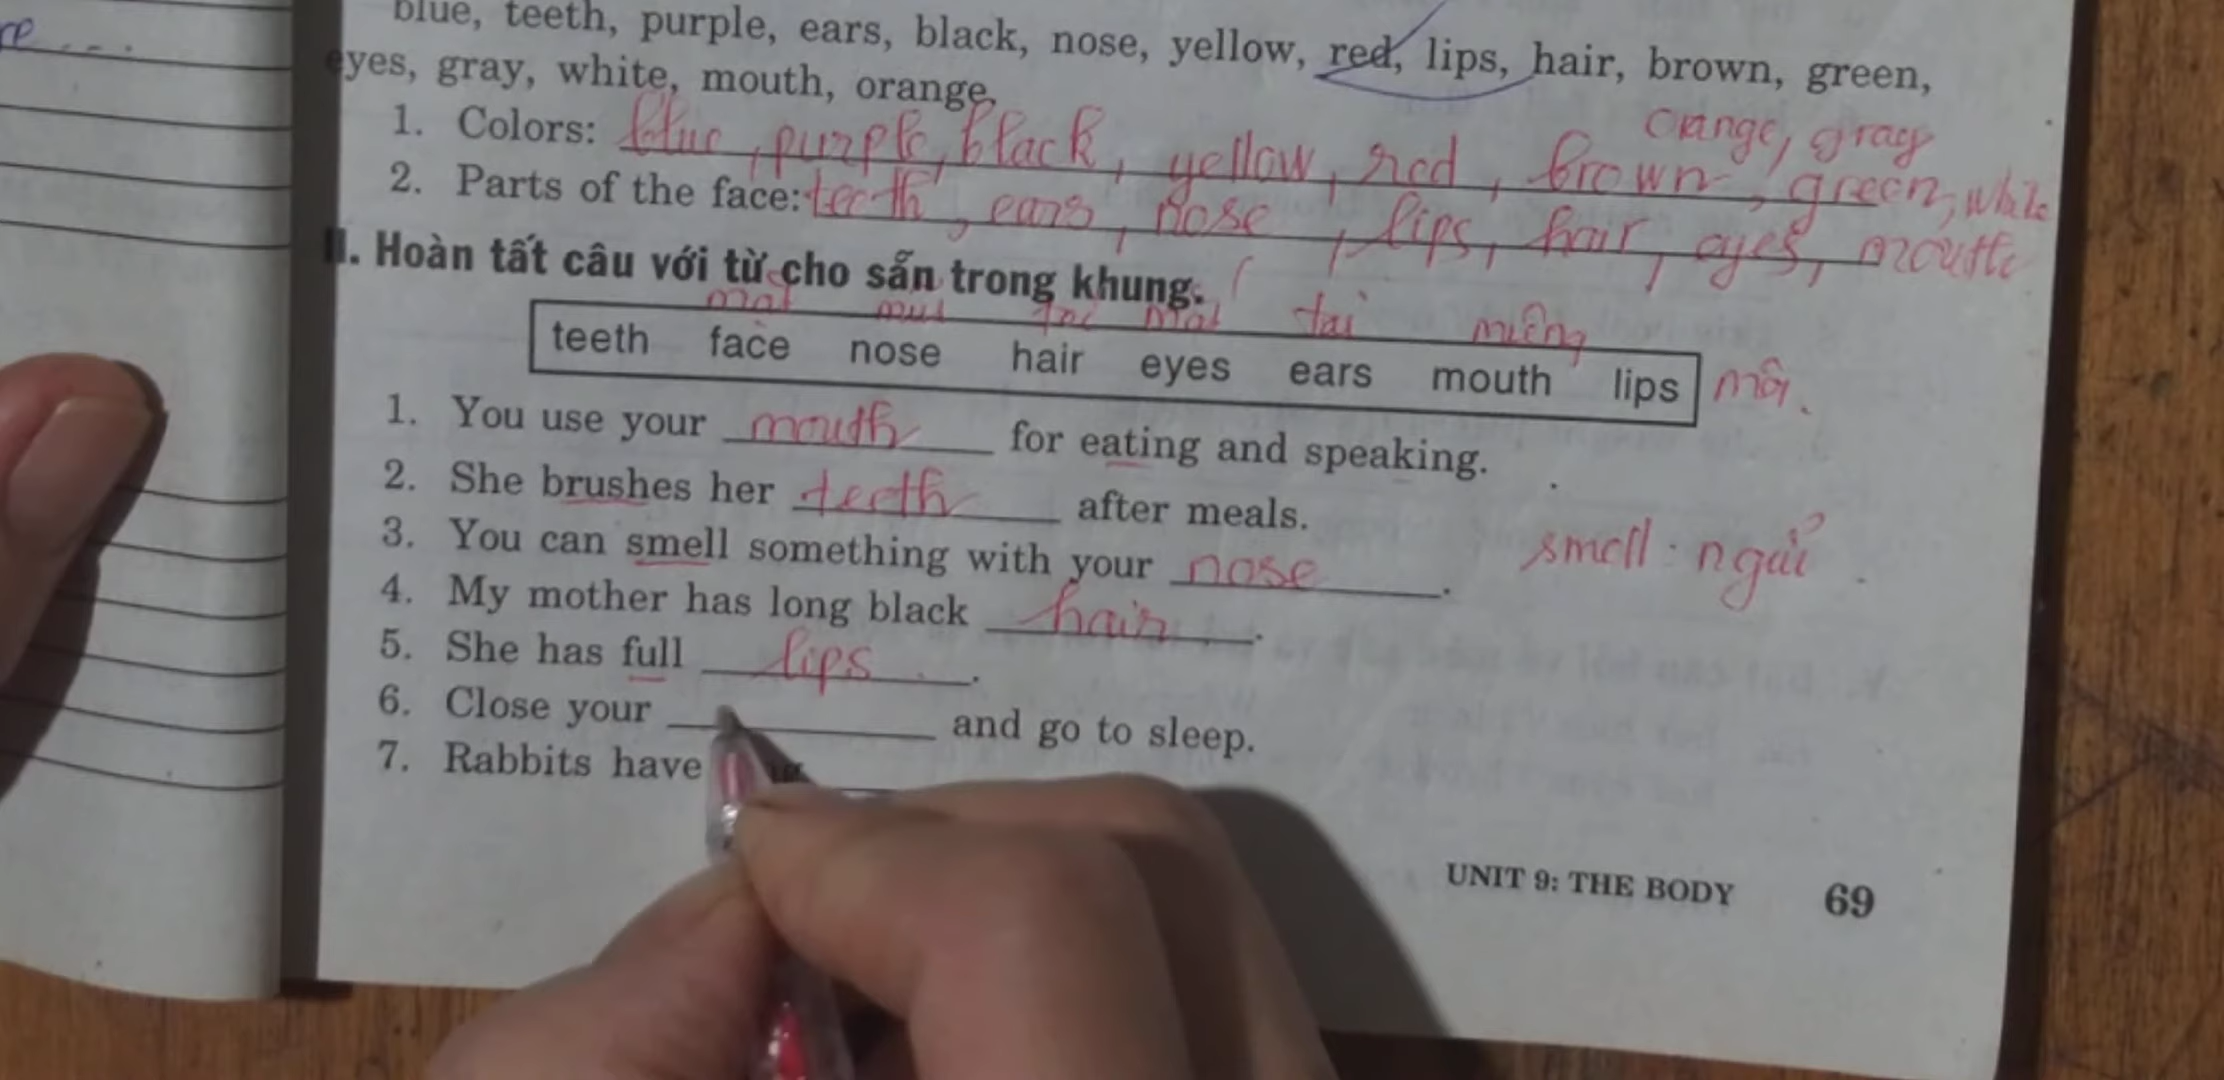 blue, teeth, purple, ears, black, nose, yellow, red, lips, hair, brown, green,
eyes, gray, white, mouth, orange.
orange, gray
1. Colors: blue, purple, black, yellow, red, brown, green, white
2. Parts of the face: teeth, ears, nose, lips, hair, eyes, mouth
II. Hoàn tất câu với từ cho sẵn trong khung.
mặt mũi tóc mắt tai miệng
teeth face nose hair eyes ears mouth lips môi.
1. You use your mouth for eating and speaking.
2. She brushes her teeth after meals.
3. You can smell something with your nose.
smell: ngửi.
4. My mother has long black hair.
5. She has full lips.
6. Close your and go to sleep.
7. Rabbits have
UNIT 9: THE BODY 69